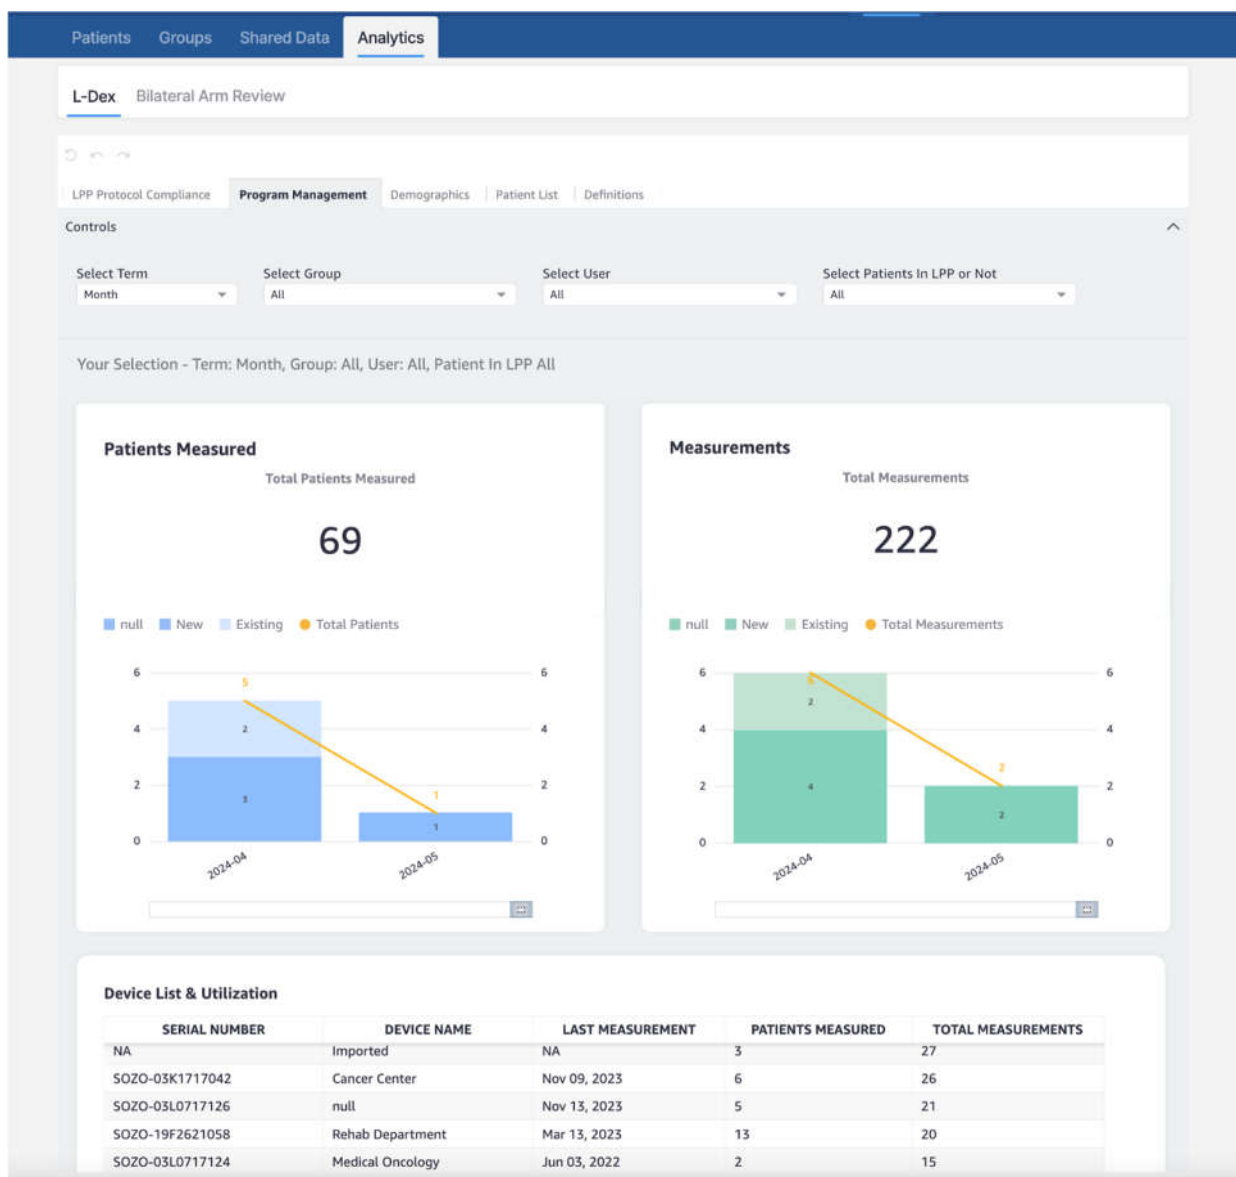 Patients Groups Shared Data Analytics
L-Dex Bilateral Arm Review
LPP Protocol Compliance Program Management Demographics Patient List Definitions
Controls
Select Term Select Group Select User Select Patients In LPP or Not
Month All All All
Your Selection - Term: Month, Group: All, User: All, Patient In LPP All
Patients Measured
Total Patients Measured
69
null New Existing Total Patients
6 6
5
4 2 4
2 3 1 2
1
0 0
2024-04 2024-05
Measurements
Total Measurements
222
null New Existing Total Measurements
6 6
6
2
4 4
2
2 4 2
2
0 0
2024-04 2024-05
Device List & Utilization
SERIAL NUMBER DEVICE NAME LAST MEASUREMENT PATIENTS MEASURED TOTAL MEASUREMENTS
NA Imported NA 3 27
SOZO-03K1717042 Cancer Center Nov 09, 2023 6 26
SOZO-03L0717126 null Nov 13, 2023 5 21
SOZO-19F2621058 Rehab Department Mar 13, 2023 13 20
SOZO-03L0717124 Medical Oncology Jun 03, 2022 2 15